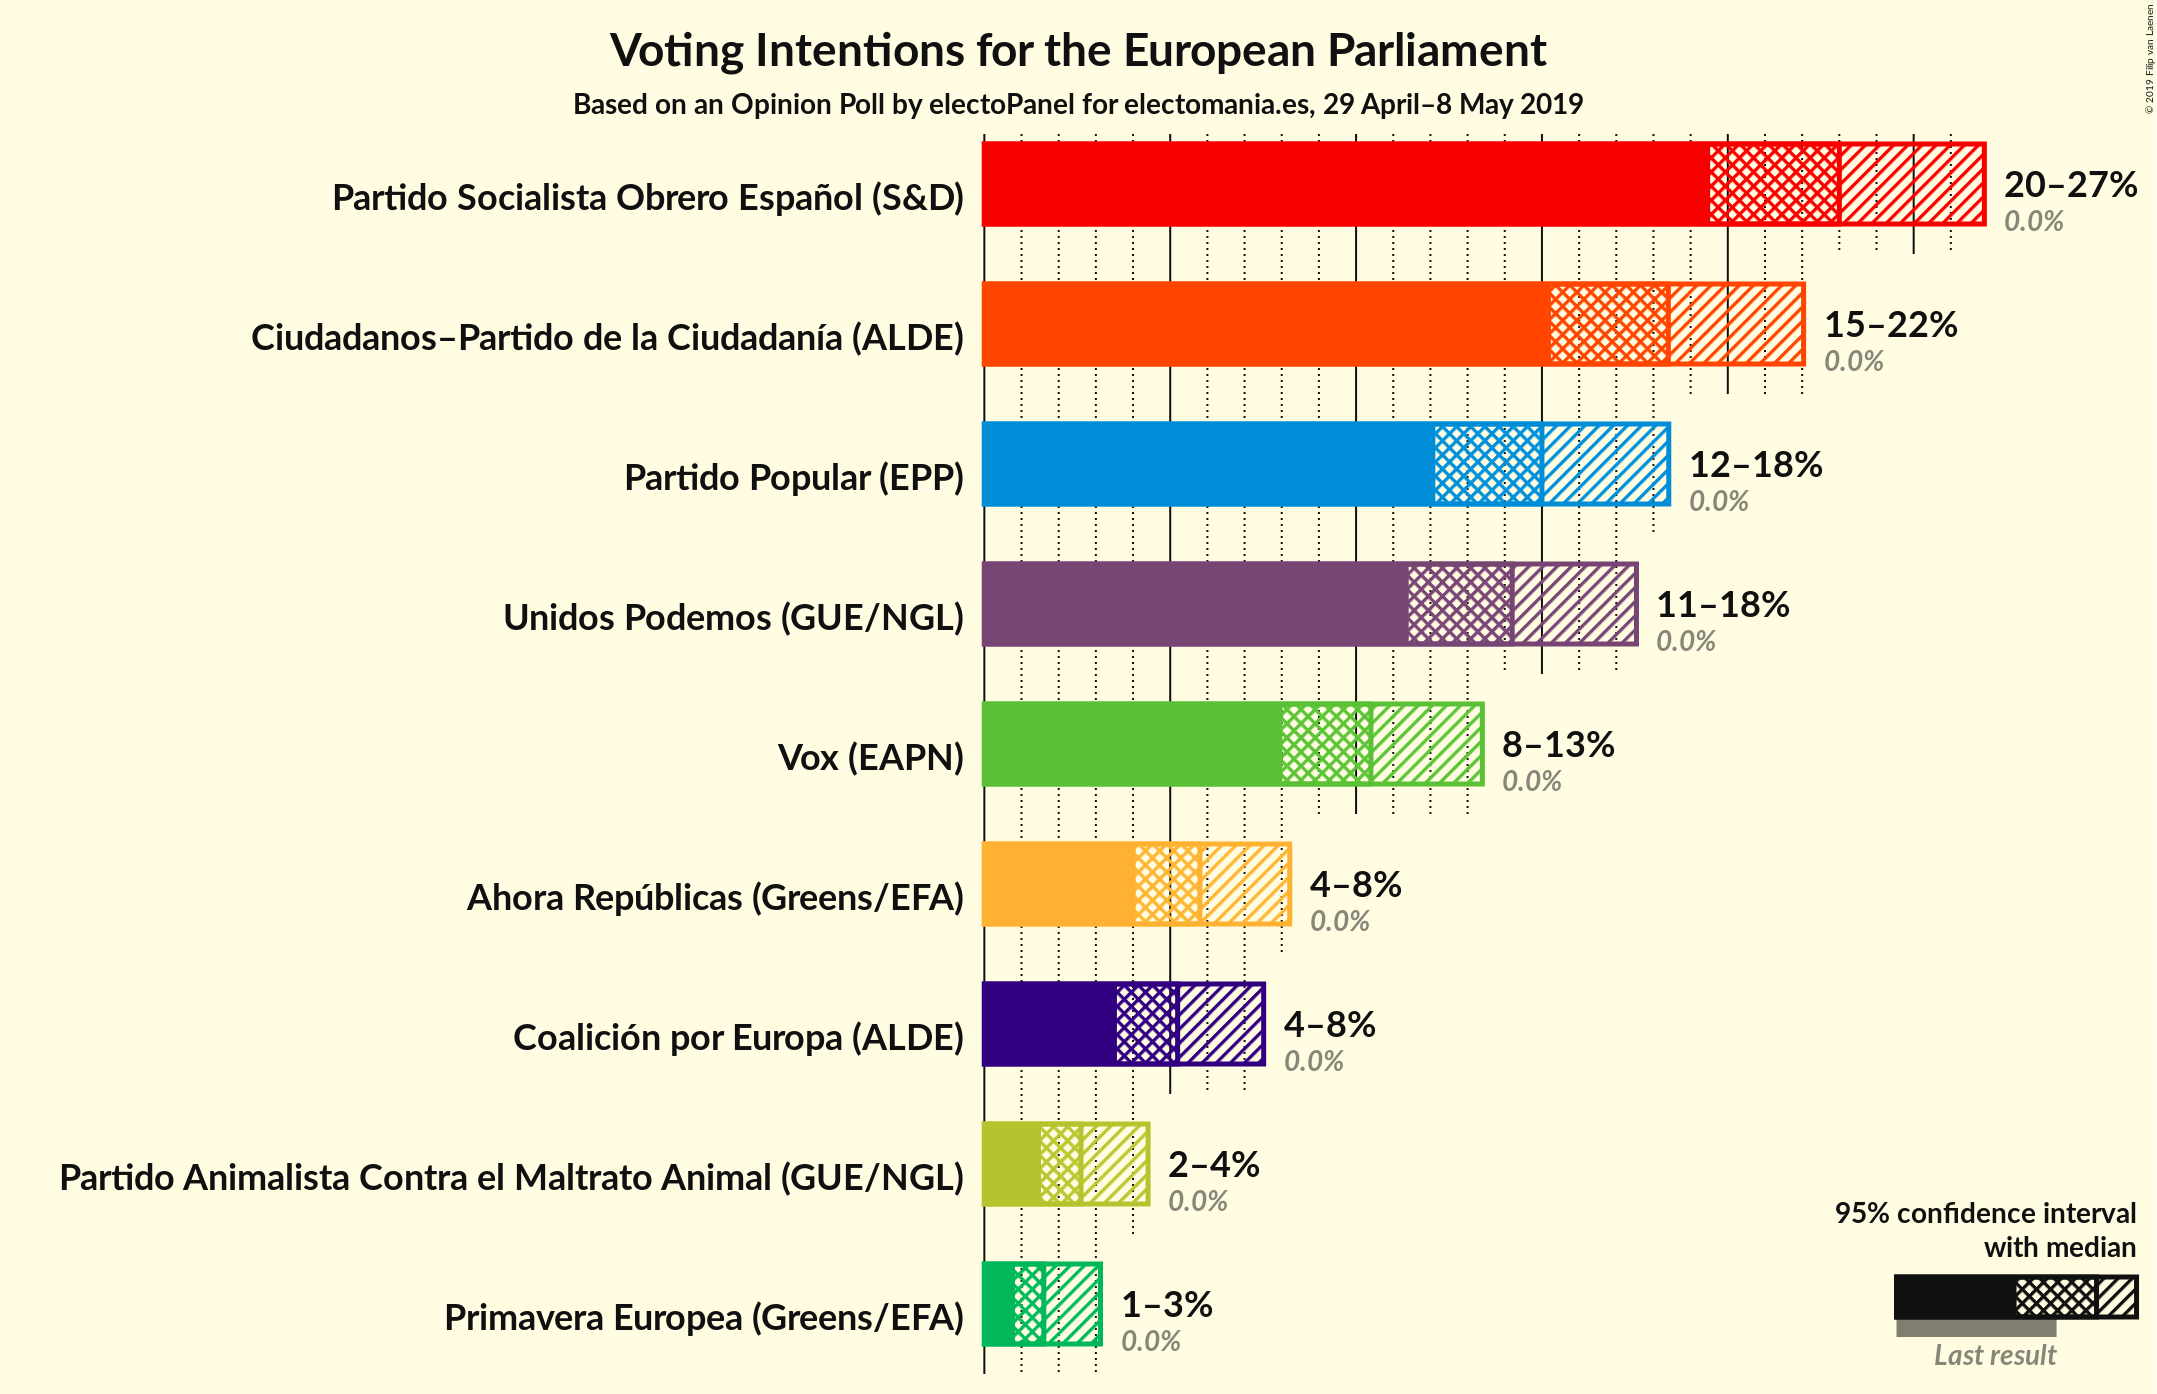 © 2019 Filip van Laenen
Voting Intentions for the European Parliament
Based on an Opinion Poll by electoPanel for electomania.es, 29 April–8 May 2019
Partido Socialista Obrero Español (S&D)
20–27%
0.0%
Ciudadanos–Partido de la Ciudadanía (ALDE)
15–22%
0.0%
Partido Popular (EPP)
12–18%
0.0%
Unidos Podemos (GUE/NGL)
11–18%
0.0%
Vox (EAPN)
8–13%
0.0%
Ahora Repúblicas (Greens/EFA)
4–8%
0.0%
Coalición por Europa (ALDE)
4–8%
0.0%
Partido Animalista Contra el Maltrato Animal (GUE/NGL)
2–4%
0.0%
Primavera Europea (Greens/EFA)
1–3%
0.0%
95% confidence interval
with median
Last result